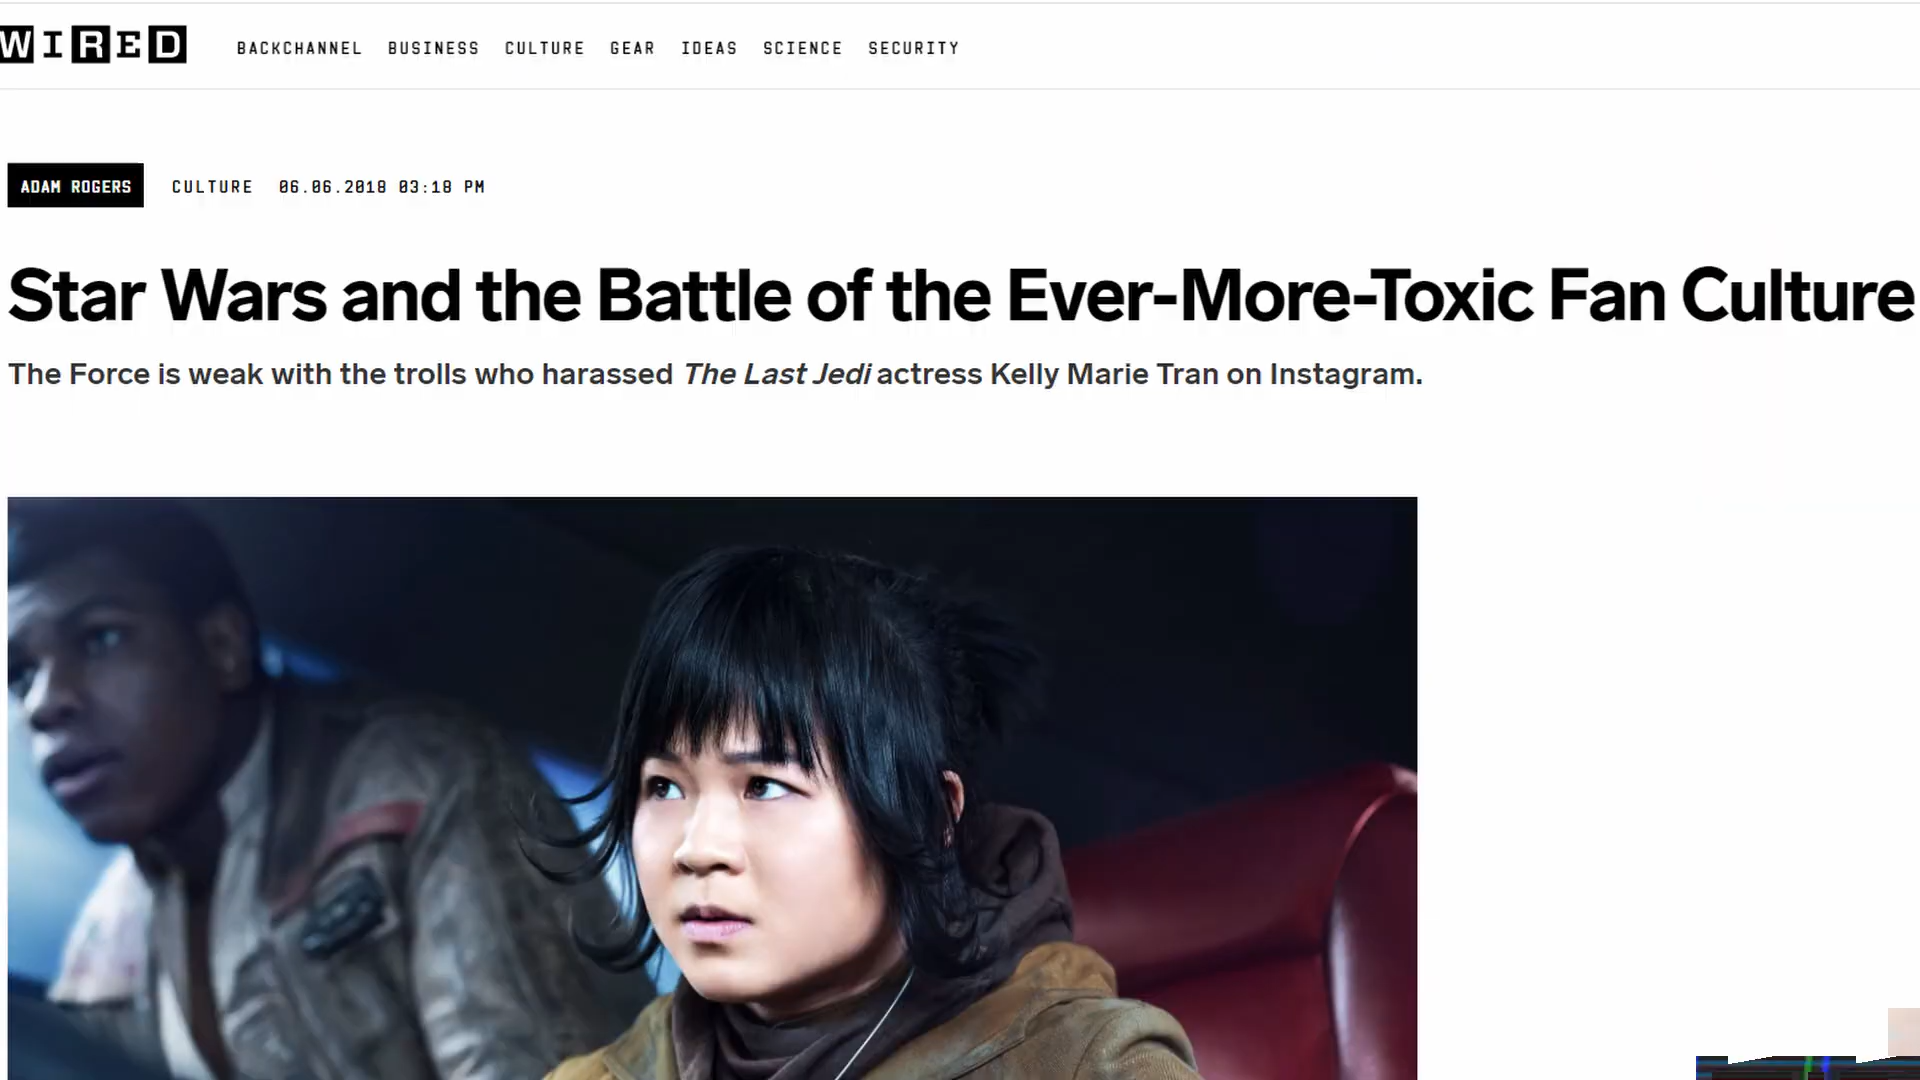 WIRED
BACKCHANNEL BUSINESS CULTURE GEAR IDEAS SCIENCE SECURITY
ADAM ROGERS CULTURE 06.06.2018 03:18 PM
Star Wars and the Battle of the Ever-More-Toxic Fan Culture
The Force is weak with the trolls who harassed The Last Jedi actress Kelly Marie Tran on Instagram.